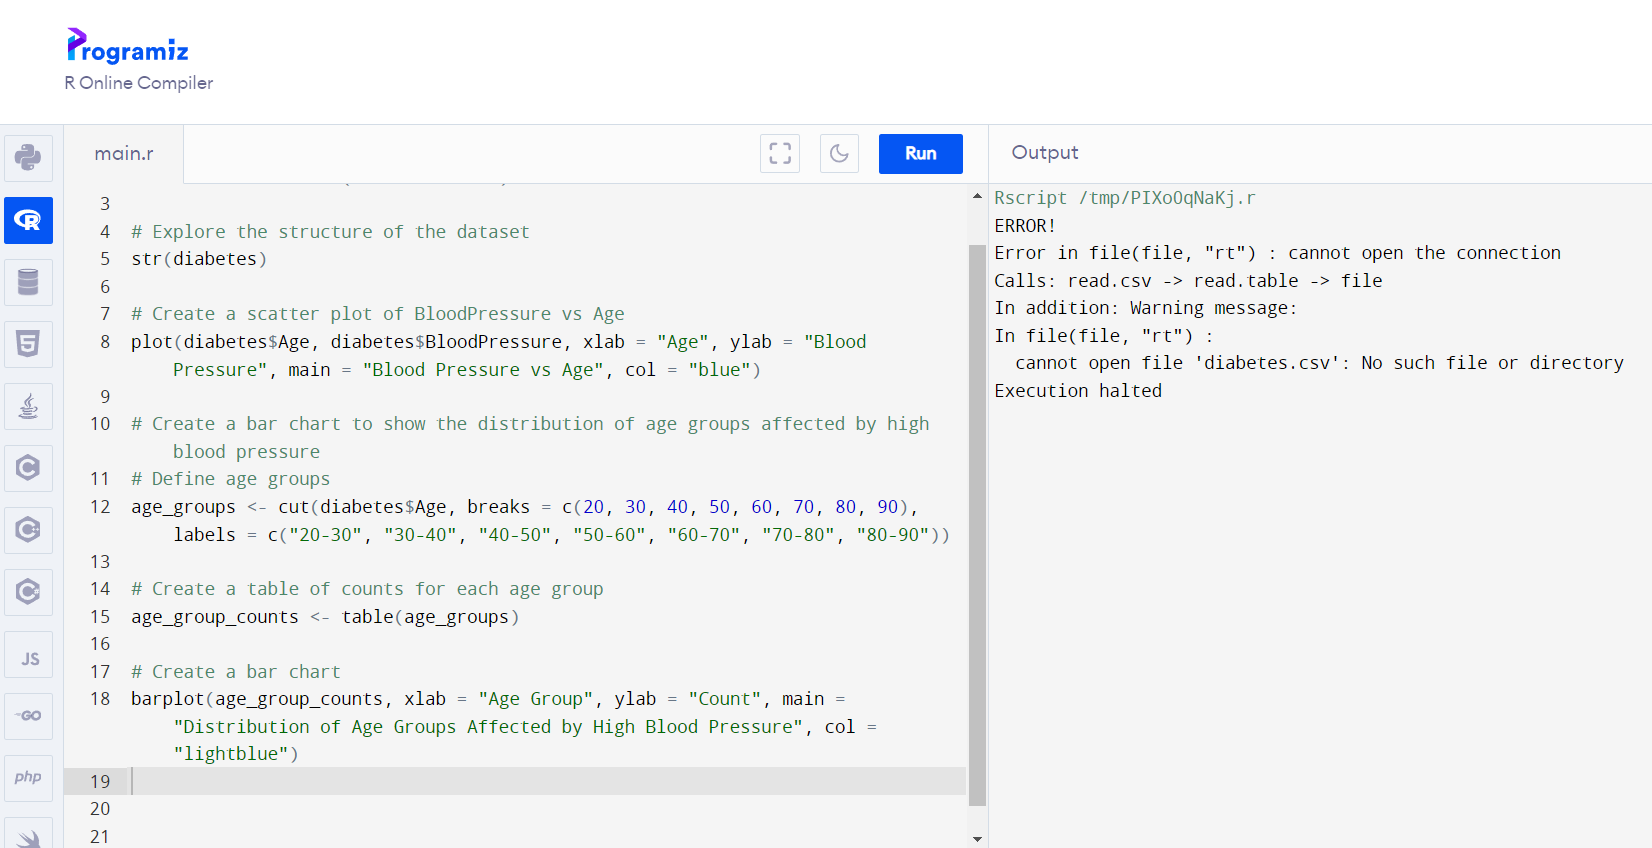 Programiz
R Online Compiler
main.r
Run
Output
3
4 # Explore the structure of the dataset
5 str(diabetes)
6
7 # Create a scatter plot of BloodPressure vs Age
8 plot(diabetes$Age, diabetes$BloodPressure, xlab = "Age", ylab = "Blood
Pressure", main = "Blood Pressure vs Age", col = "blue")
9
10 # Create a bar chart to show the distribution of age groups affected by high
blood pressure
11 # Define age groups
12 age_groups <- cut(diabetes$Age, breaks = c(20, 30, 40, 50, 60, 70, 80, 90),
labels = c("20-30", "30-40", "40-50", "50-60", "60-70", "70-80", "80-90"))
13
14 # Create a table of counts for each age group
15 age_group_counts <- table(age_groups)
16
17 # Create a bar chart
18 barplot(age_group_counts, xlab = "Age Group", ylab = "Count", main =
"Distribution of Age Groups Affected by High Blood Pressure", col =
"lightblue")
19
20
21
Rscript /tmp/PIXo0qNaKj.r
ERROR!
Error in file(file, "rt") : cannot open the connection
Calls: read.csv -> read.table -> file
In addition: Warning message:
In file(file, "rt") :
cannot open file 'diabetes.csv': No such file or directory
Execution halted
R
5
C
C++
C#
JS
GO
php